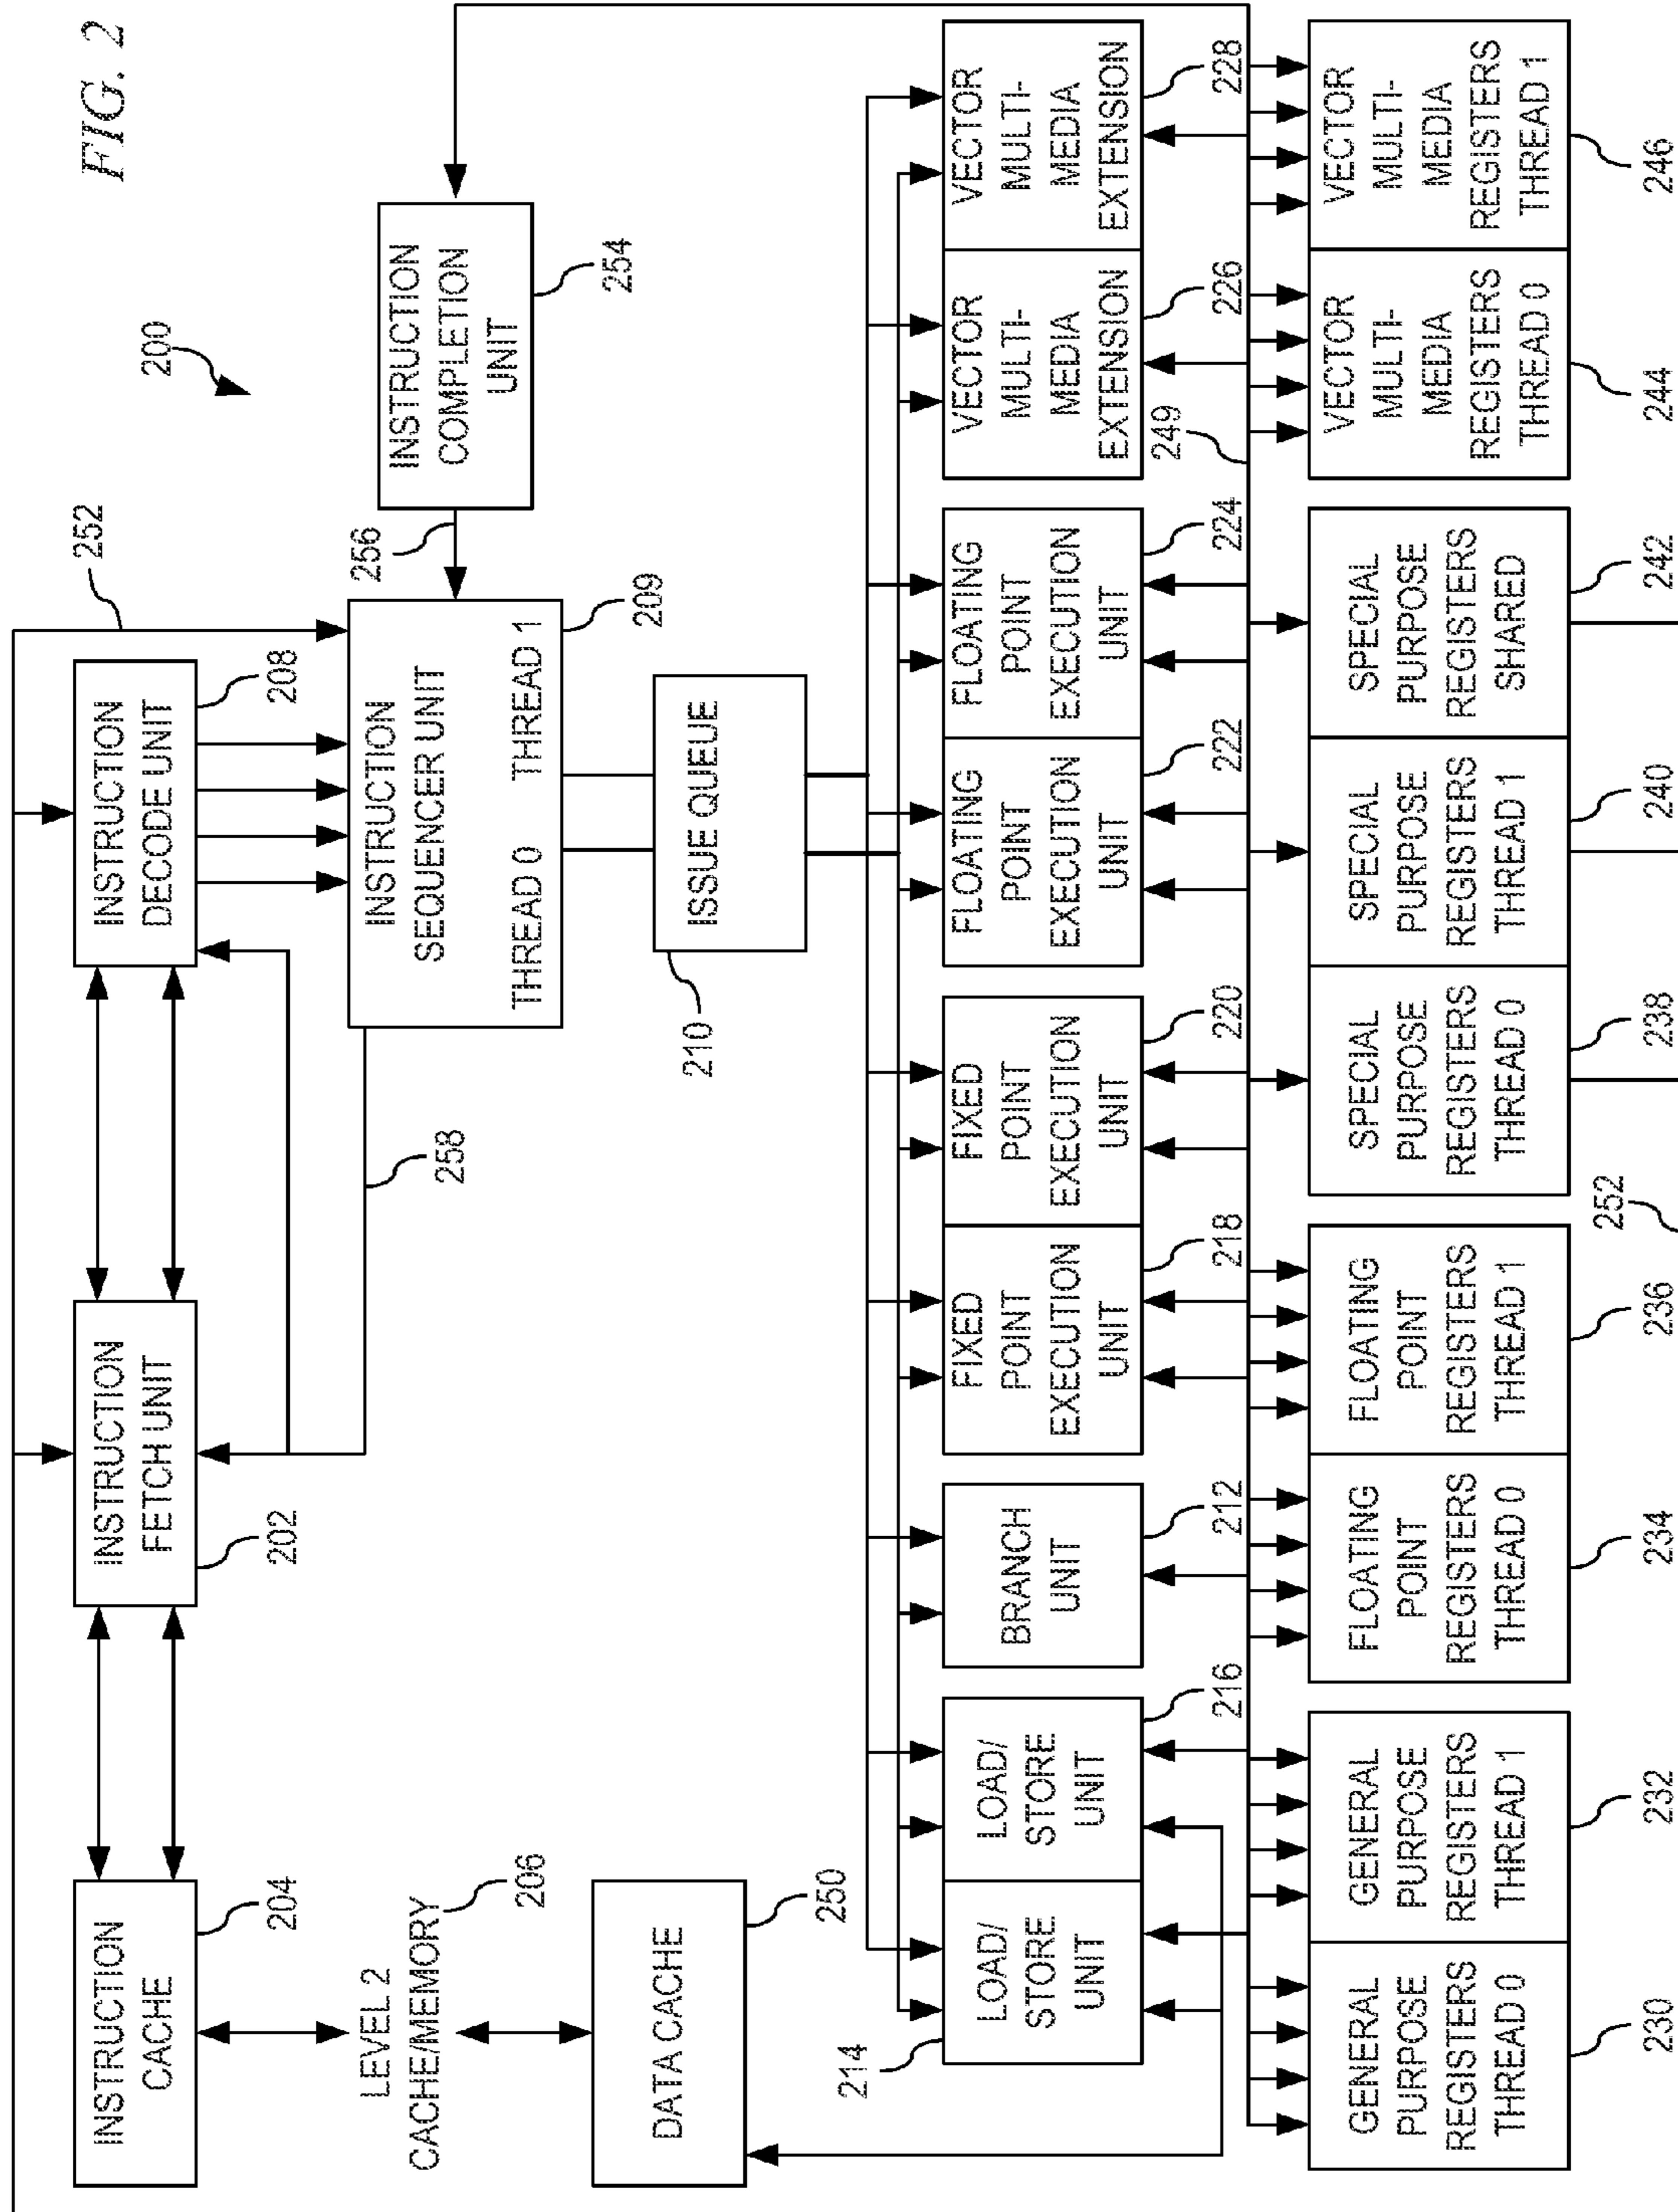 FIG. 2
200
INSTRUCTION
CACHE
204
INSTRUCTION
FETCH UNIT
202
INSTRUCTION
DECODE UNIT
208
252
LEVEL 2
CACHE/MEMORY
206
258
INSTRUCTION
SEQUENCER UNIT
THREAD 0
THREAD 1
209
256
INSTRUCTION
COMPLETION
UNIT
254
DATA CACHE
250
210
ISSUE QUEUE
214
LOAD/
STORE
UNIT
LOAD/
STORE
UNIT
216
BRANCH
UNIT
212
FIXED
POINT
EXECUTION
UNIT
218
FIXED
POINT
EXECUTION
UNIT
220
FLOATING
POINT
EXECUTION
UNIT
222
FLOATING
POINT
EXECUTION
UNIT
224
VECTOR
MULTI-
MEDIA
EXTENSION
226
VECTOR
MULTI-
MEDIA
EXTENSION
228
249
GENERAL
PURPOSE
REGISTERS
THREAD 0
230
GENERAL
PURPOSE
REGISTERS
THREAD 1
232
FLOATING
POINT
REGISTERS
THREAD 0
234
FLOATING
POINT
REGISTERS
THREAD 1
236
252
SPECIAL
PURPOSE
REGISTERS
THREAD 0
238
SPECIAL
PURPOSE
REGISTERS
THREAD 1
240
SPECIAL
PURPOSE
REGISTERS
SHARED
242
VECTOR
MULTI-
MEDIA
REGISTERS
THREAD 0
244
VECTOR
MULTI-
MEDIA
REGISTERS
THREAD 1
246